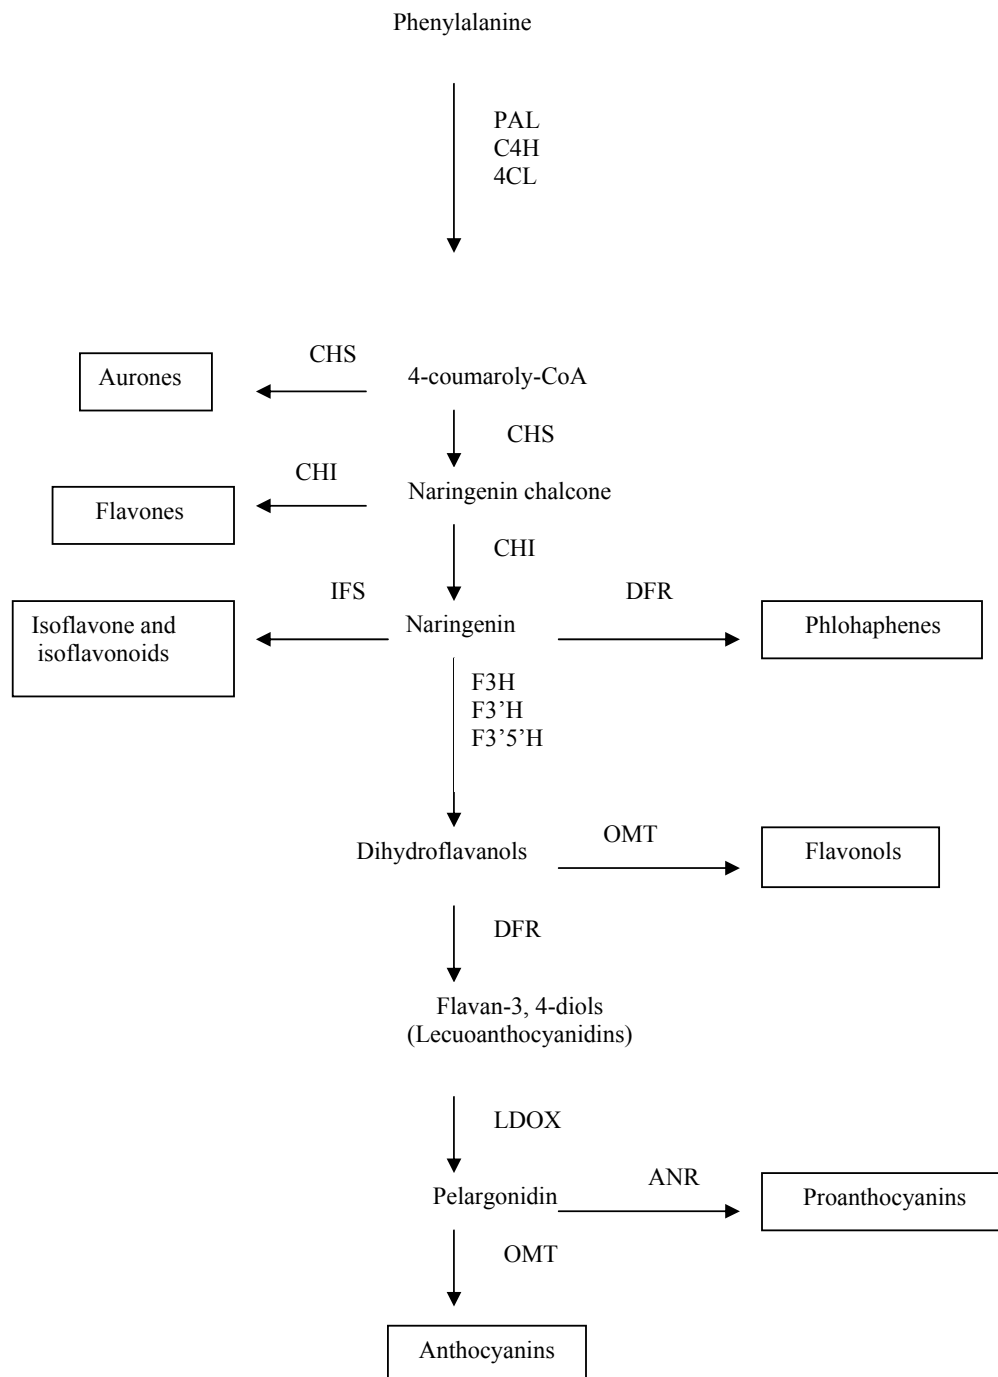 Phenylalanine
PAL
C4H
4CL
CHS
Aurones
4-coumaroly-CoA
CHS
CHI
Naringenin chalcone
Flavones
CHI
IFS
DFR
Isoflavone and
isoflavonoids
Naringenin
Phlohaphenes
F3H
F3’H
F3’5’H
Dihydroflavanols
OMT
Flavonols
DFR
Flavan-3, 4-diols
(Lecuoanthocyanidins)
LDOX
Pelargonidin
ANR
Proanthocyanins
OMT
Anthocyanins